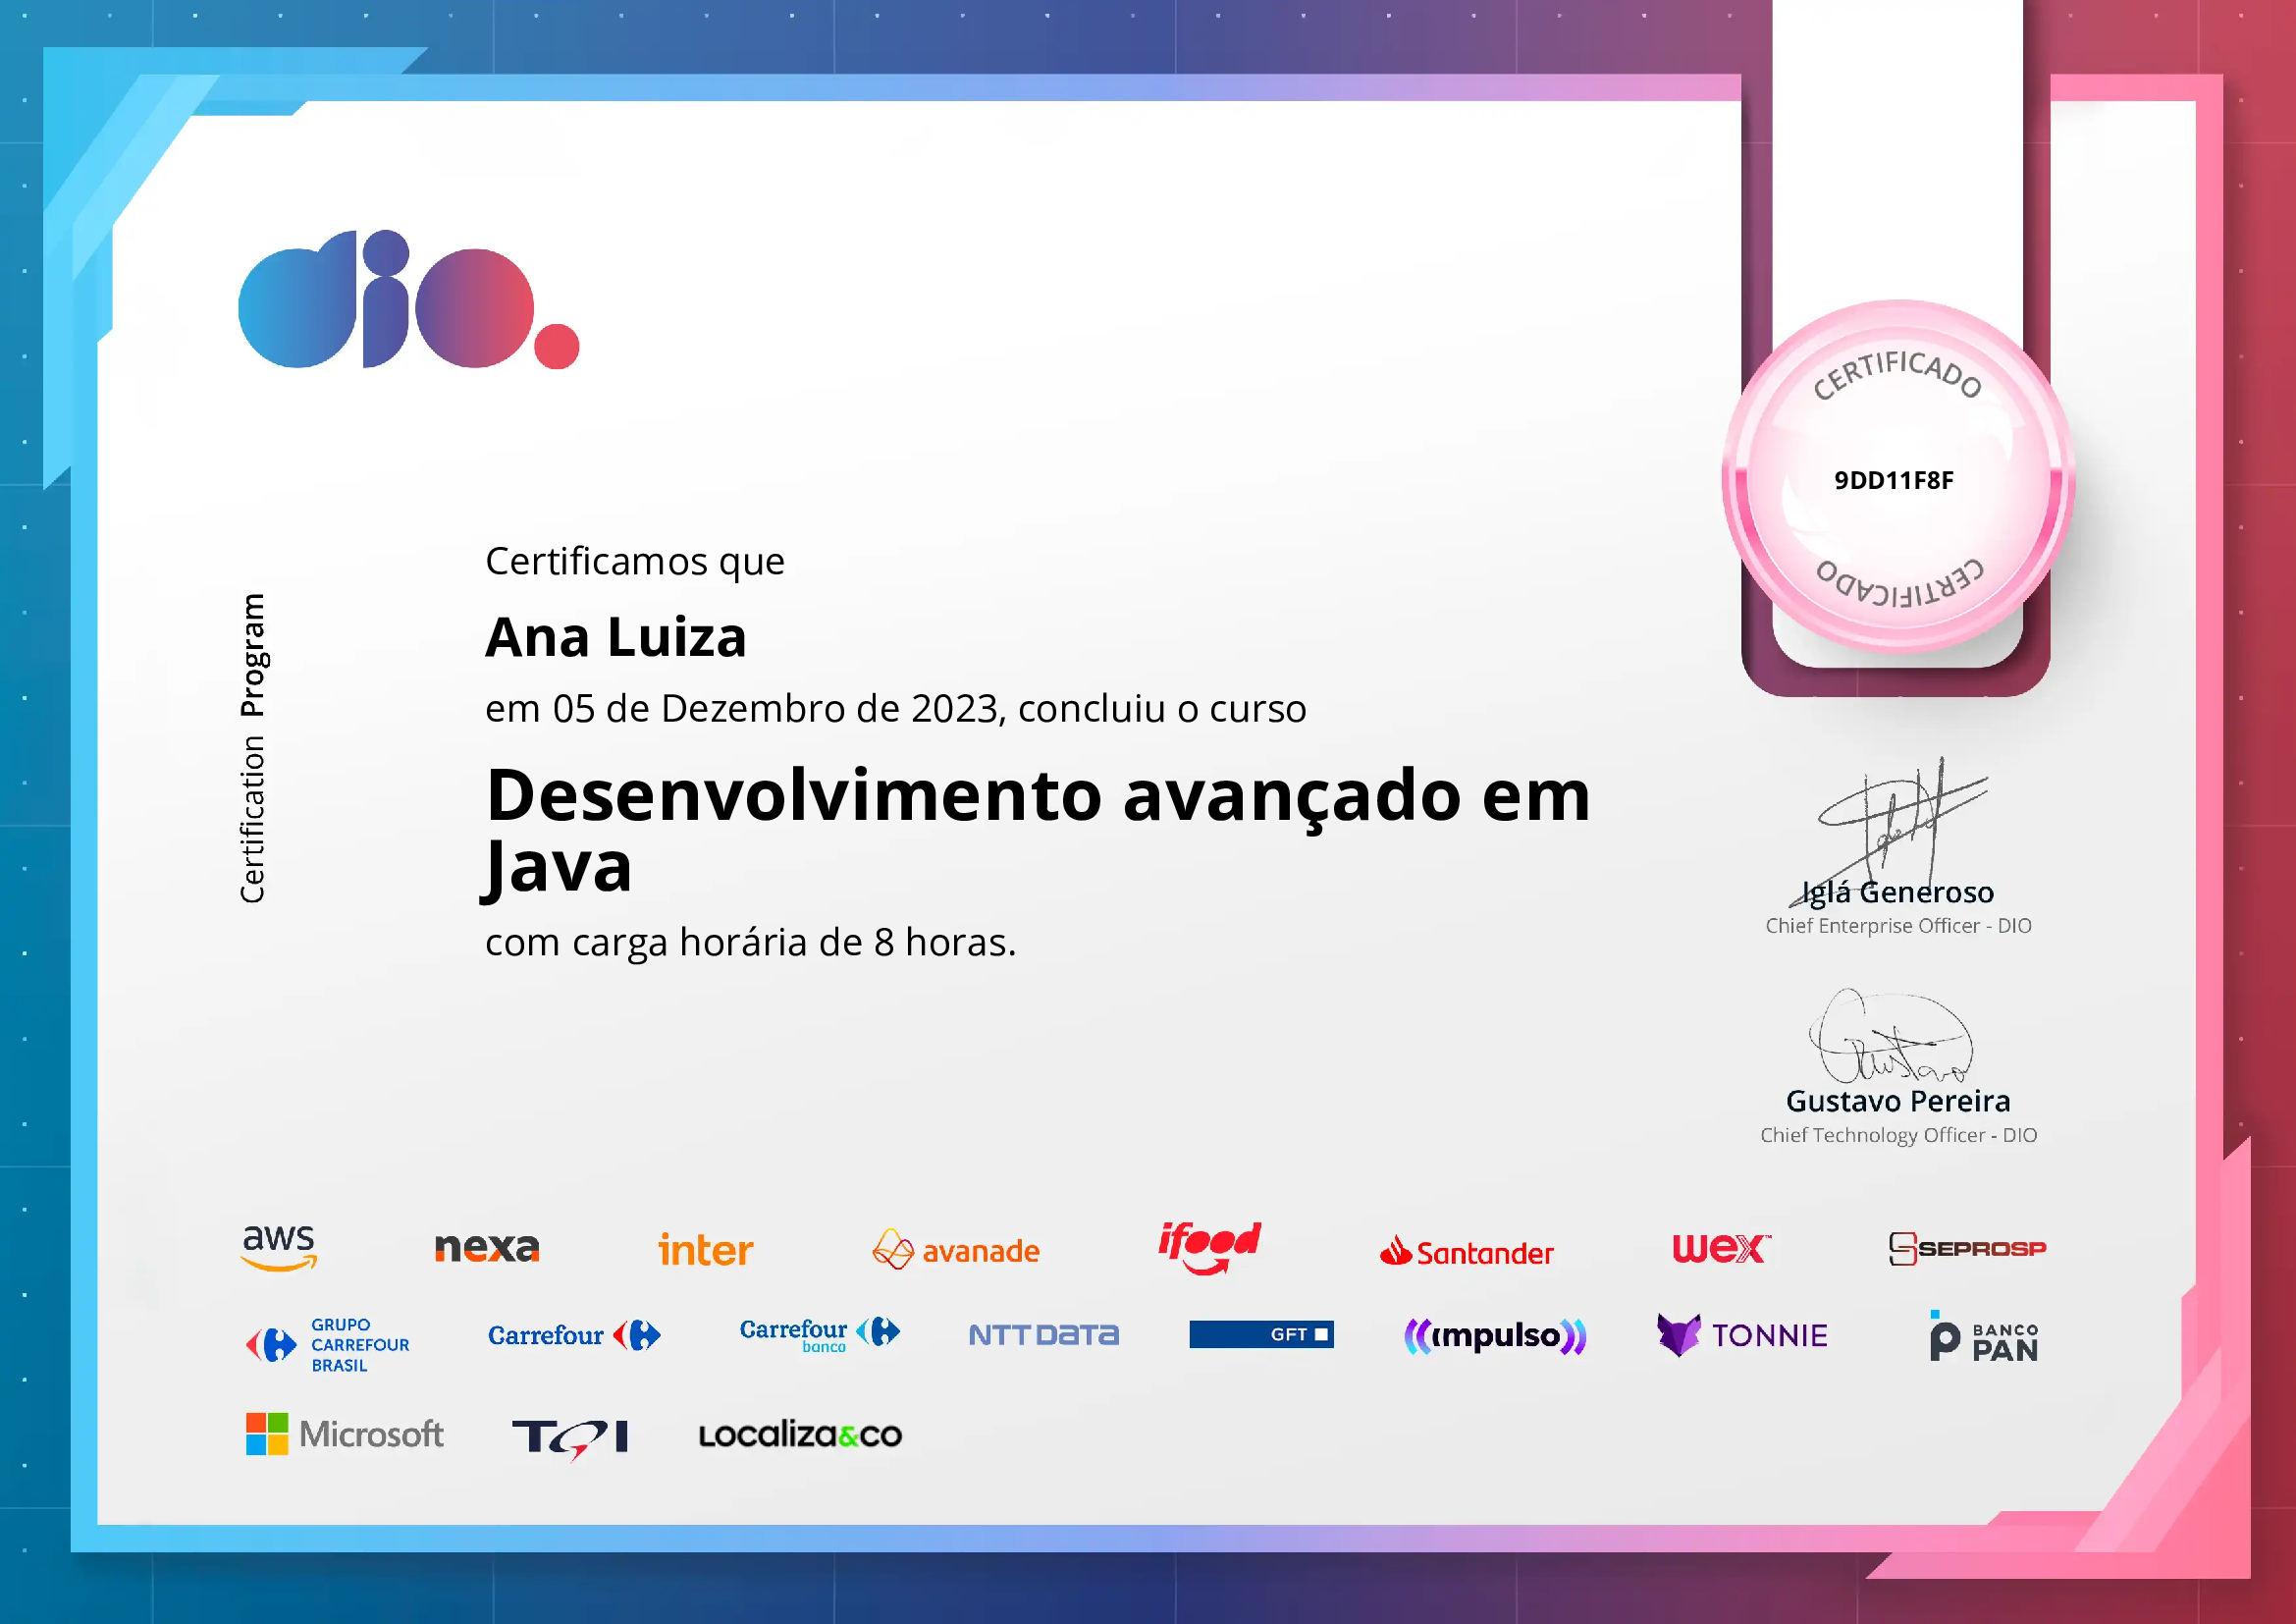 dio.
CERTIFICADO
9DD11F8F
CERTIFICADO
Certification Program
Certificamos que
Ana Luiza
em 05 de Dezembro de 2023, concluiu o curso
Desenvolvimento avançado em
Java
com carga horária de 8 horas.
Iglá Generoso
Chief Enterprise Officer - DIO
Gustavo
Gustavo Pereira
Chief Technology Officer - DIO
aws nexa inter avanade ifood Santander wex™ SEPROSP
GRUPO
CARREFOUR
BRASIL
Carrefour
Carrefour
banco
NTT DATA
GFT
impulso
TONNIE
BANCO
PAN
Microsoft TQI Localiza&co